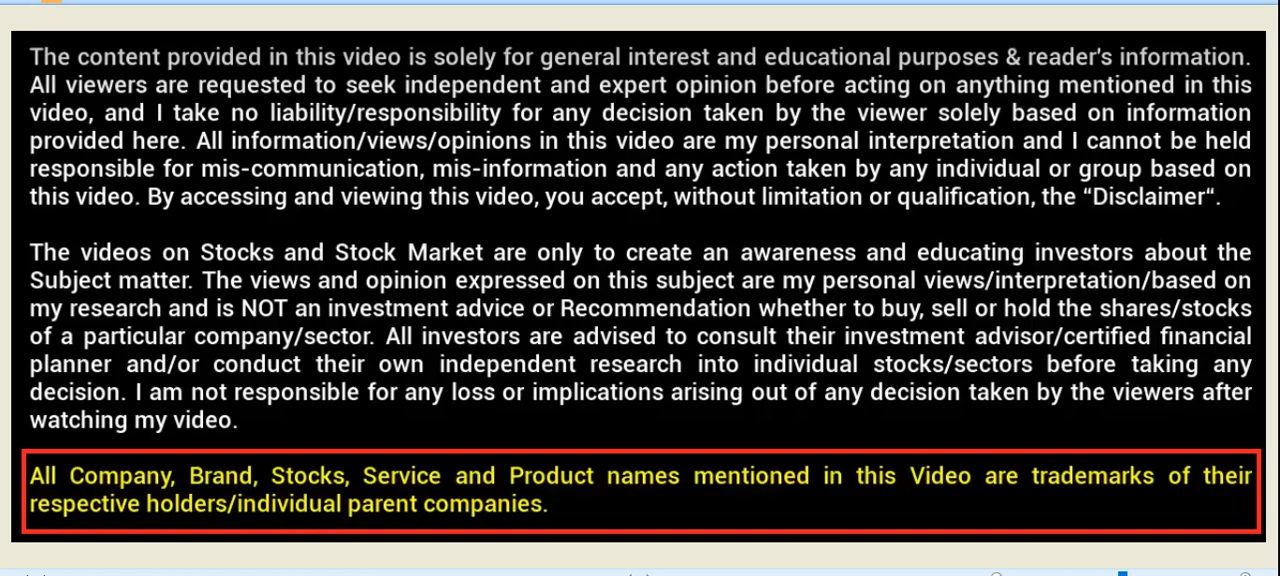 The content provided in this video is solely for general interest and educational purposes & reader's information.
All viewers are requested to seek independent and expert opinion before acting on anything mentioned in this
video, and I take no liability/responsibility for any decision taken by the viewer solely based on information
provided here. All information/views/opinions in this video are my personal interpretation and I cannot be held
responsible for mis-communication, mis-information and any action taken by any individual or group based on
this video. By accessing and viewing this video, you accept, without limitation or qualification, the “Disclaimer“.
The videos on Stocks and Stock Market are only to create an awareness and educating investors about the
Subject matter. The views and opinion expressed on this subject are my personal views/interpretation/based on
my research and is NOT an investment advice or Recommendation whether to buy, sell or hold the shares/stocks
of a particular company/sector. All investors are advised to consult their investment advisor/certified financial
planner and/or conduct their own independent research into individual stocks/sectors before taking any
decision. I am not responsible for any loss or implications arising out of any decision taken by the viewers after
watching my video.
All Company, Brand, Stocks, Service and Product names mentioned in this Video are trademarks of their
respective holders/individual parent companies.